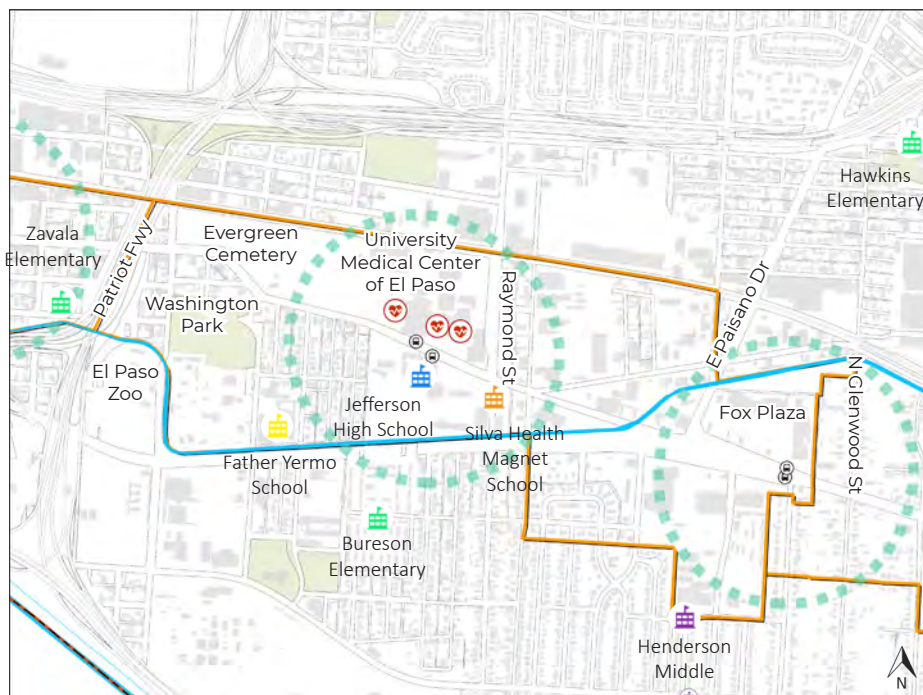 Hawkins
Elementary
Zavala
Elementary
Patriot Fwy
Evergreen
Cemetery
University
Medical Center
of El Paso
Raymond St
E Paisano Dr
Washington
Park
El Paso
Zoo
Jefferson
High School
Silva Health
Magnet
School
Fox Plaza
N Glenwood St
Father Yermo
School
Bureson
Elementary
Henderson
Middle
N